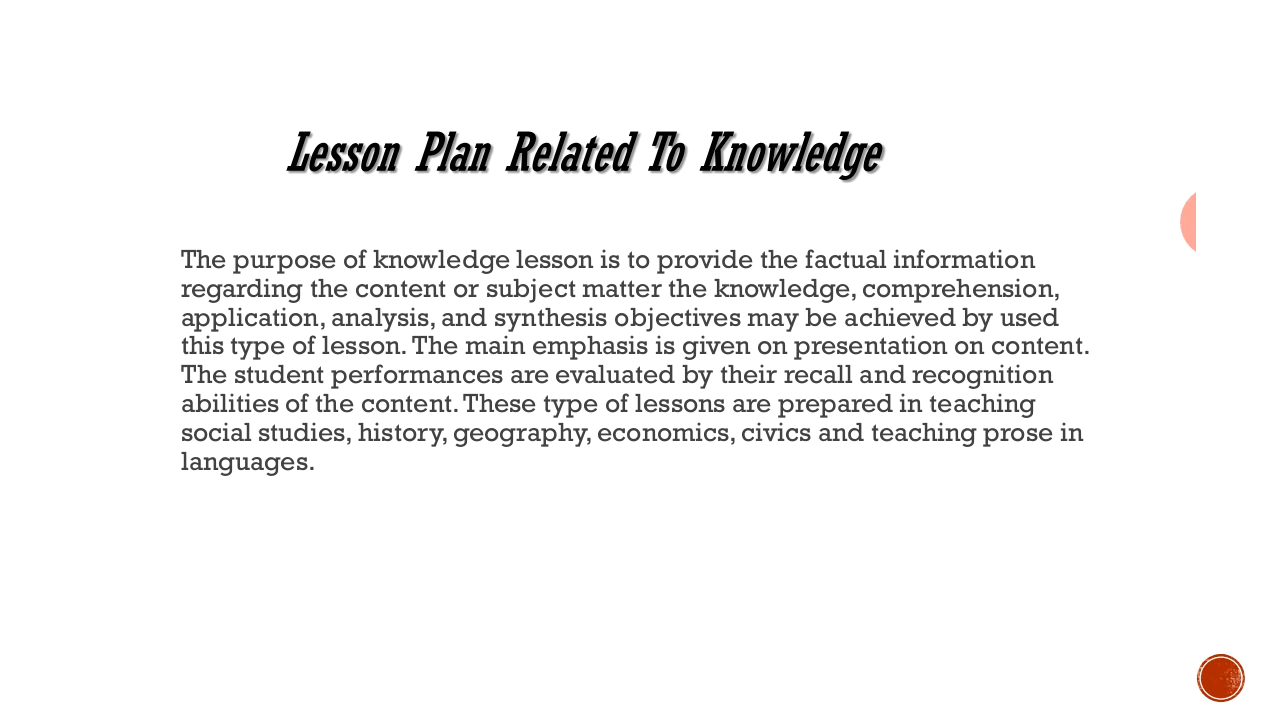 Lesson Plan Related To Knowledge
The purpose of knowledge lesson is to provide the factual information
regarding the content or subject matter the knowledge, comprehension,
application, analysis, and synthesis objectives may be achieved by used
this type of lesson. The main emphasis is given on presentation on content.
The student performances are evaluated by their recall and recognition
abilities of the content. These type of lessons are prepared in teaching
social studies, history, geography, economics, civics and teaching prose in
languages.